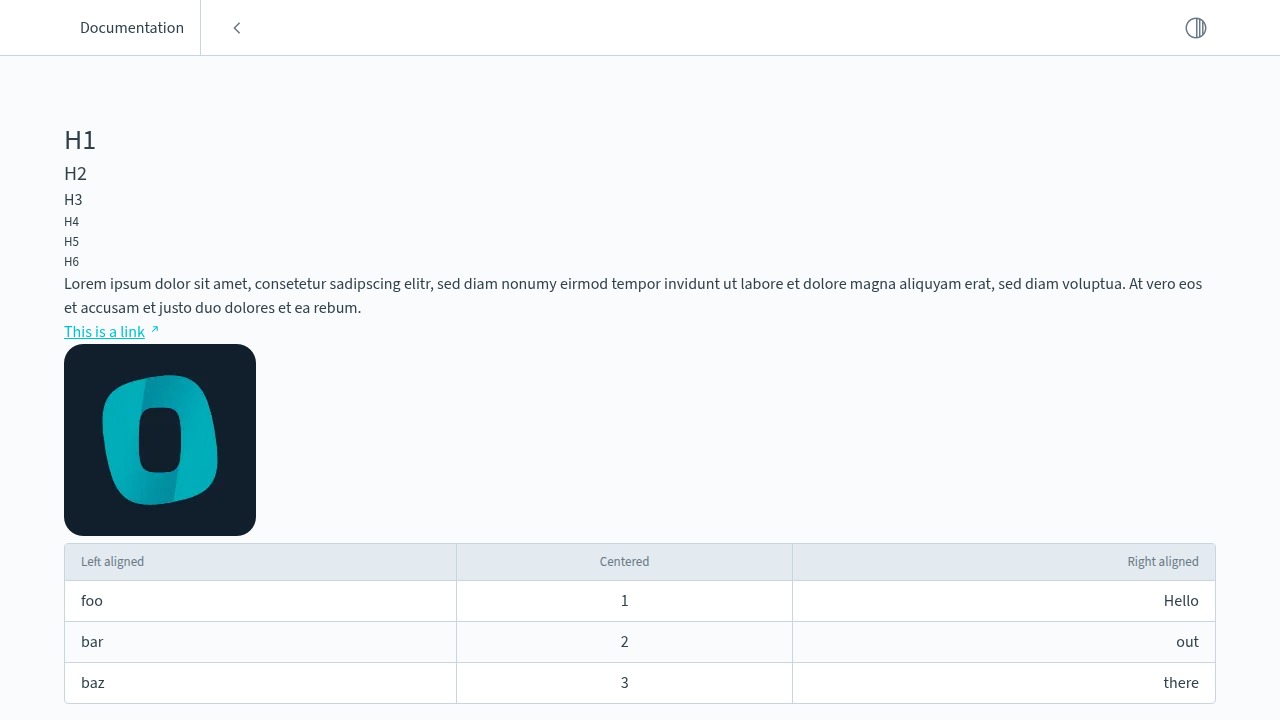 Documentation
H1
H2
H3
H4
H5
H6
Lorem ipsum dolor sit amet, consetetur sadipscing elitr, sed diam nonumy eirmod tempor invidunt ut labore et dolore magna aliquyam erat, sed diam voluptua. At vero eos
et accusam et justo duo dolores et ea rebum.
This is a link
Left aligned Centered Right aligned
foo 1 Hello
bar 2 out
baz 3 there